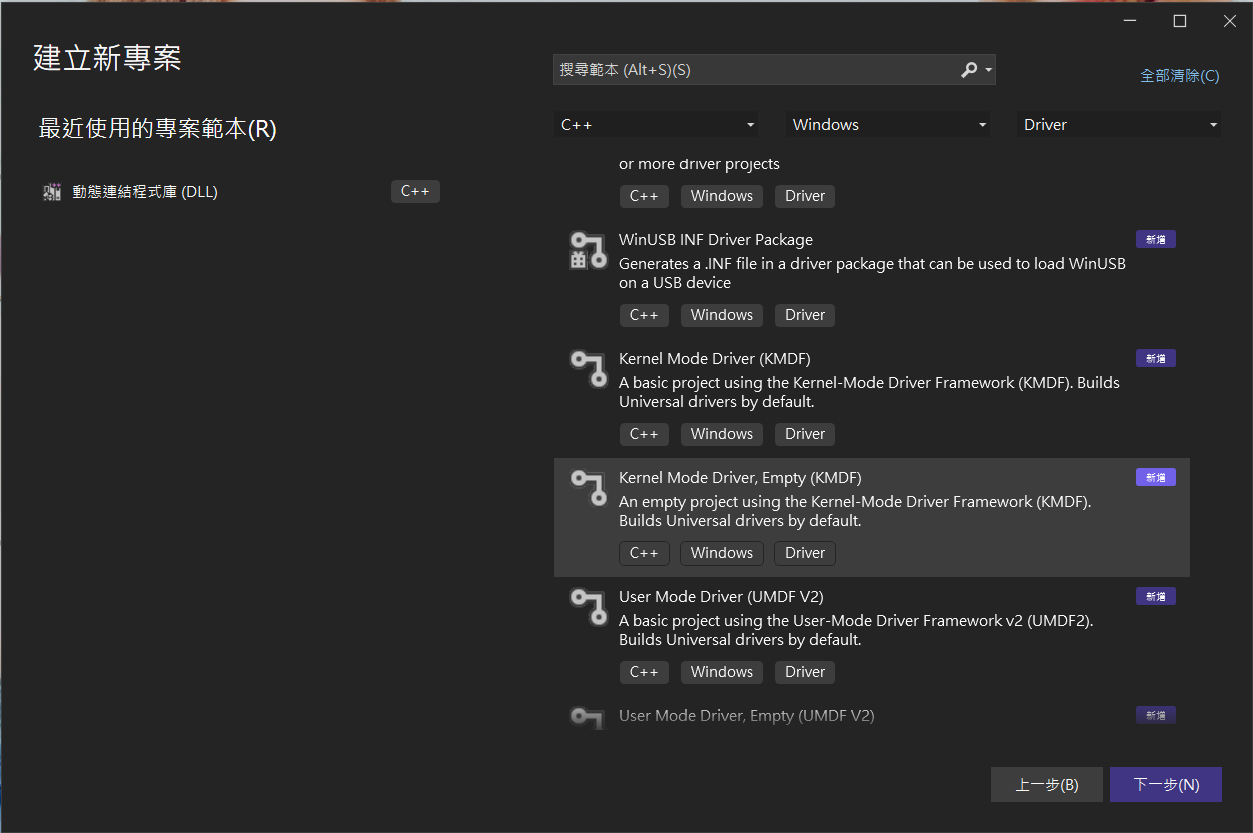 建立新專案
搜尋範本 (Alt+S)(S)
全部清除(C)
最近使用的專案範本(R)
C++
Windows
Driver
動態連結程式庫 (DLL)
C++
or more driver projects
C++ Windows Driver
WinUSB INF Driver Package
新增
Generates a .INF file in a driver package that can be used to load WinUSB
on a USB device
C++ Windows Driver
Kernel Mode Driver (KMDF)
新增
A basic project using the Kernel-Mode Driver Framework (KMDF). Builds
Universal drivers by default.
C++ Windows Driver
Kernel Mode Driver, Empty (KMDF)
新增
An empty project using the Kernel-Mode Driver Framework (KMDF).
Builds Universal drivers by default.
C++ Windows Driver
User Mode Driver (UMDF V2)
新增
A basic project using the User-Mode Driver Framework v2 (UMDF2).
Builds Universal drivers by default.
C++ Windows Driver
User Mode Driver, Empty (UMDF V2)
新增
上一步(B)
下一步(N)